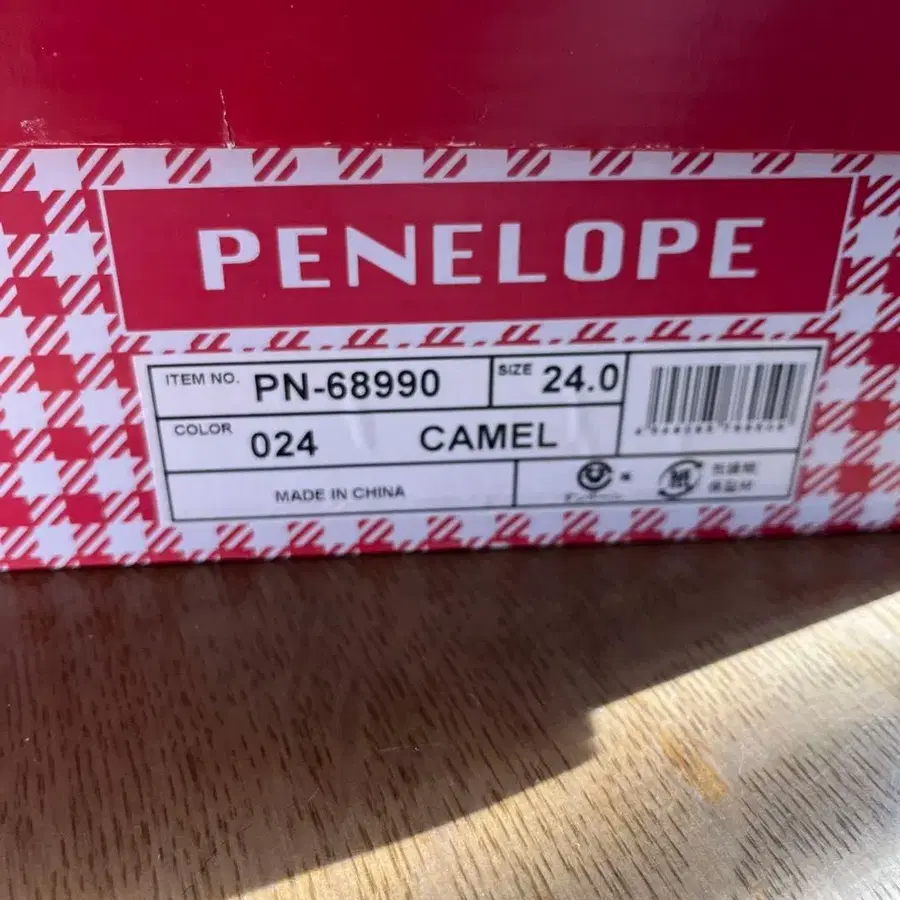 PENELOPE
ITEM NO. PN-68990 SIZE 24.0
COLOR 024 CAMEL
MADE IN CHINA